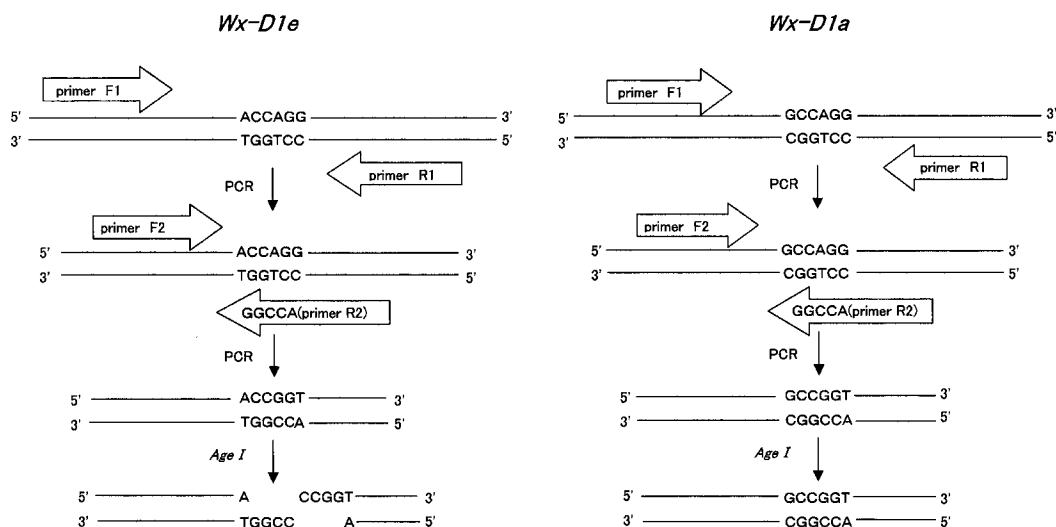 Wx-D1e
Wx-D1a
primer F1
5' ACCAGG 3'
3' TGGTCC 5'
primer R1
PCR
primer F2
5' ACCAGG 3'
3' TGGTCC 5'
GGCCA(primer R2)
PCR
5' ACCGGT 3'
3' TGGCCA 5'
Age I
5' A CCGGT 3'
3' TGGCC A 5'
primer F1
5' GCCAGG 3'
3' CGGTCC 5'
primer R1
PCR
primer F2
5' GCCAGG 3'
3' CGGTCC 5'
GGCCA(primer R2)
PCR
5' GCCGGT 3'
3' CGGCCA 5'
Age I
5' GCCGGT 3'
3' CGGCCA 5'